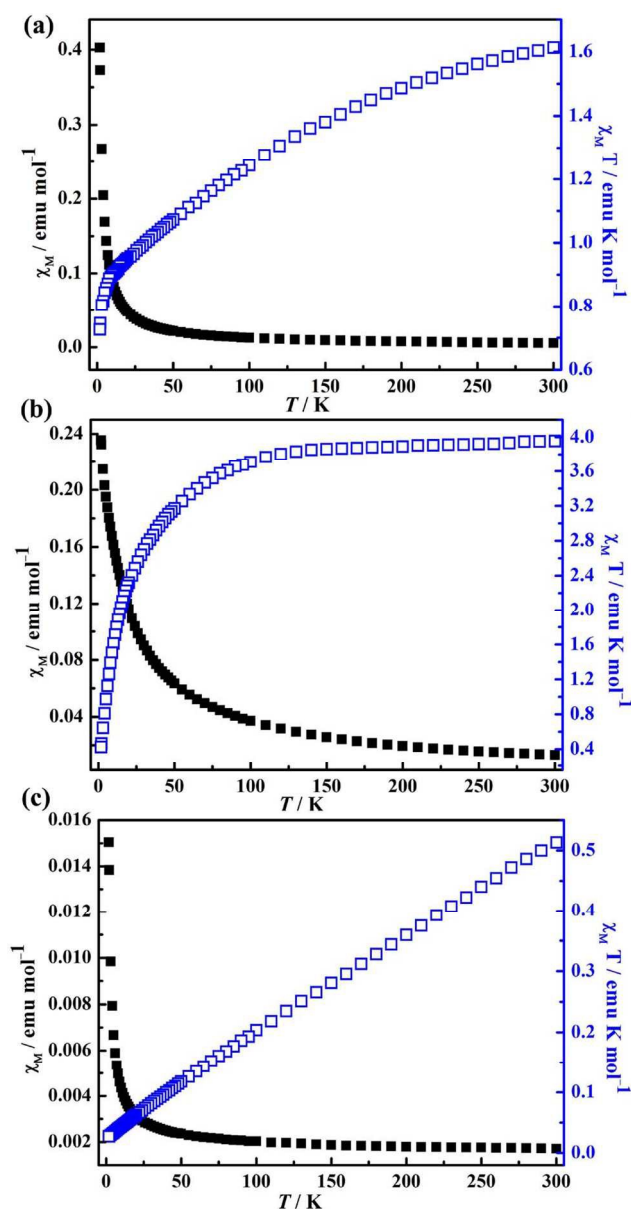 (a)
0.4
0.3
0.2
0.1
0.0
χM / emu mol⁻¹
1.6
1.4
1.2
1.0
0.8
0.6
χM T / emu K mol⁻¹
0 50 100 150 200 250 300
T / K
(b)
0.24
0.20
0.16
0.12
0.08
0.04
χM / emu mol⁻¹
4.0
3.6
3.2
2.8
2.4
2.0
1.6
1.2
0.8
0.4
χM T / emu K mol⁻¹
0 50 100 150 200 250 300
T / K
(c)
0.016
0.014
0.012
0.010
0.008
0.006
0.004
0.002
χM / emu mol⁻¹
0.5
0.4
0.3
0.2
0.1
0.0
χM T / emu K mol⁻¹
0 50 100 150 200 250 300
T / K